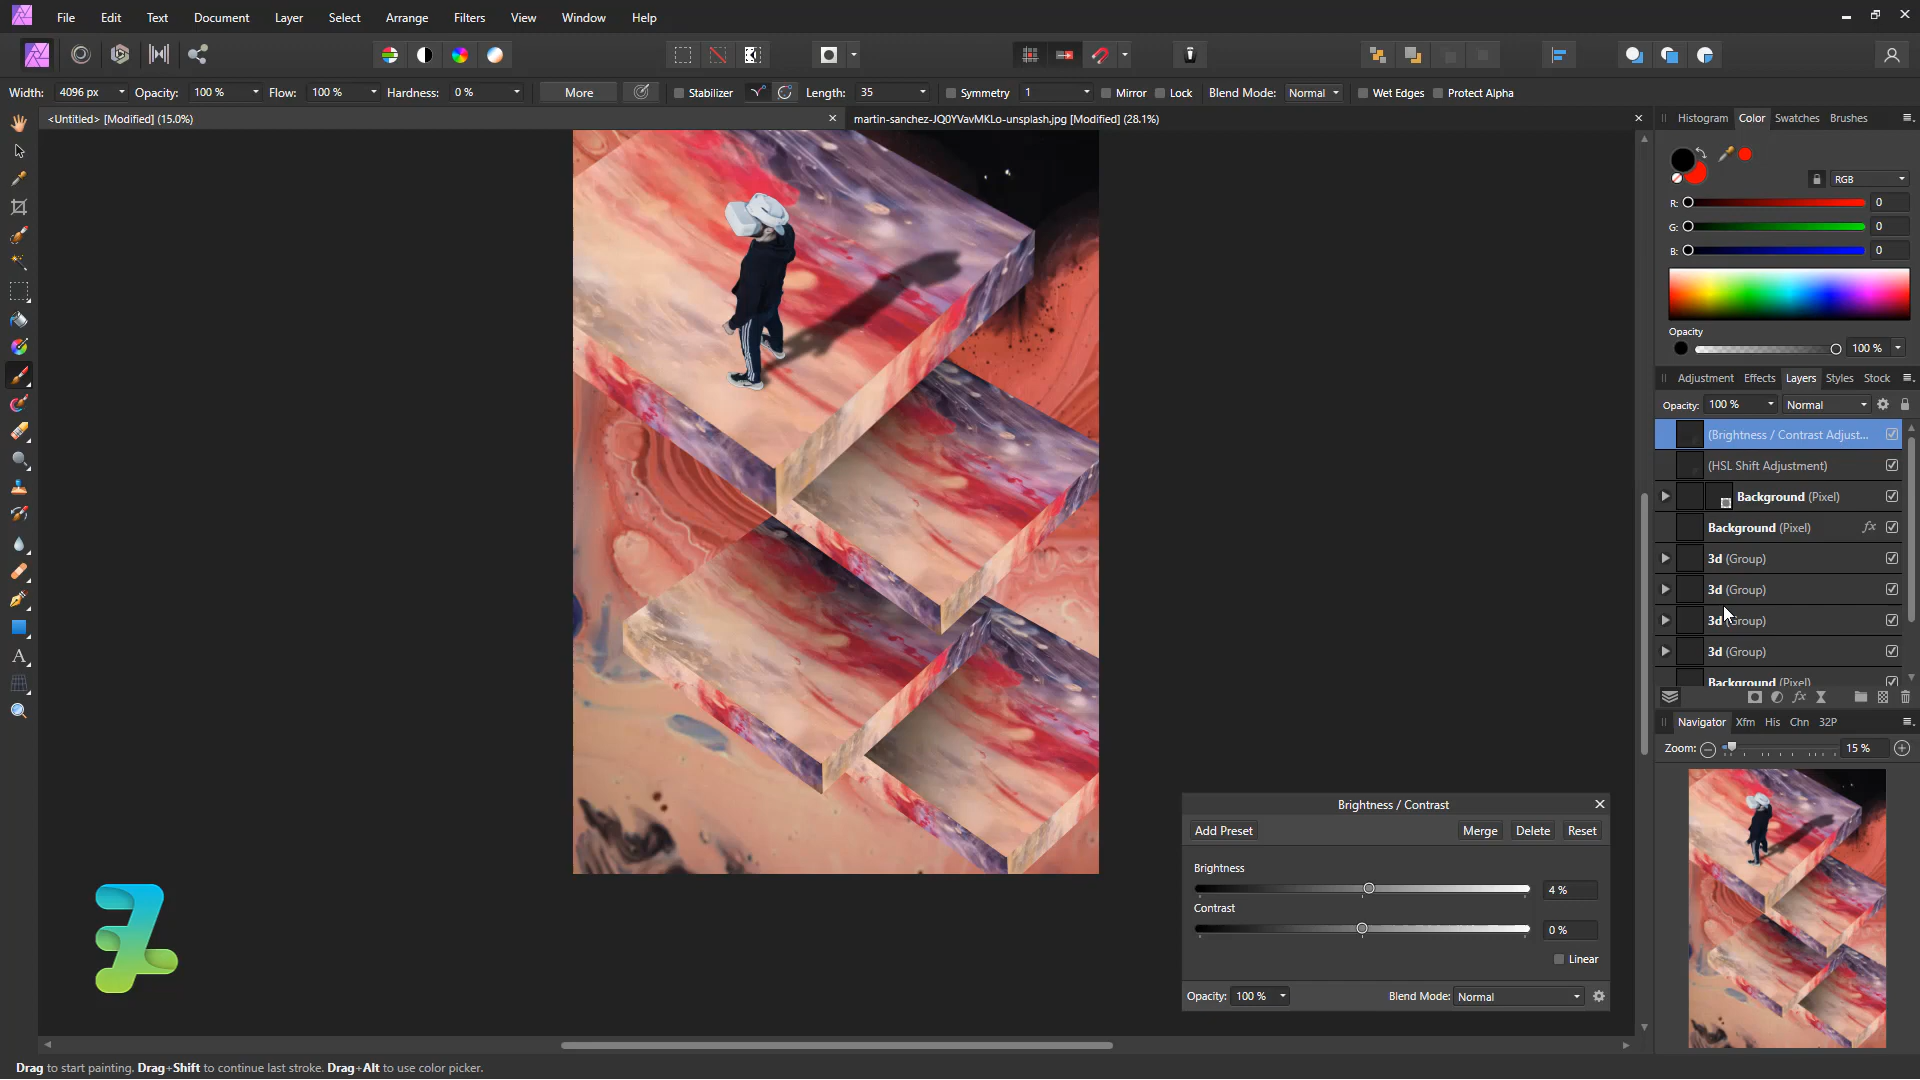 File Edit Text Document Layer Select Arrange Filters View Window Help
Width: 4096 px Opacity: 100 % Flow: 100 % Hardness: 0 % More Stabilizer Length: 35 Symmetry 1 Mirror Lock Blend Mode: Normal Wet Edges Protect Alpha
<Untitled> [Modified] (15.0%)
martin-sanchez-JQ0YVavMKLo-unsplash.jpg [Modified] (28.1%)
Histogram Color Swatches Brushes
RGB
R: 0
G: 0
B: 0
Opacity
100 %
Adjustment Effects Layers Styles Stock
Opacity: 100 % Normal
(Brightness / Contrast Adjust...
(HSL Shift Adjustment)
Background (Pixel)
Background (Pixel) fx
3d (Group)
3d (Group)
3d (Group)
3d (Group)
Background (Pixel)
fx
Navigator Xfm His Chn 32P
Zoom: 15 %
Brightness / Contrast
Add Preset Merge Delete Reset
Brightness
4 %
Contrast
0 %
Linear
Opacity: 100 % Blend Mode: Normal
Drag to start painting. Drag+Shift to continue last stroke. Drag+Alt to use color picker.